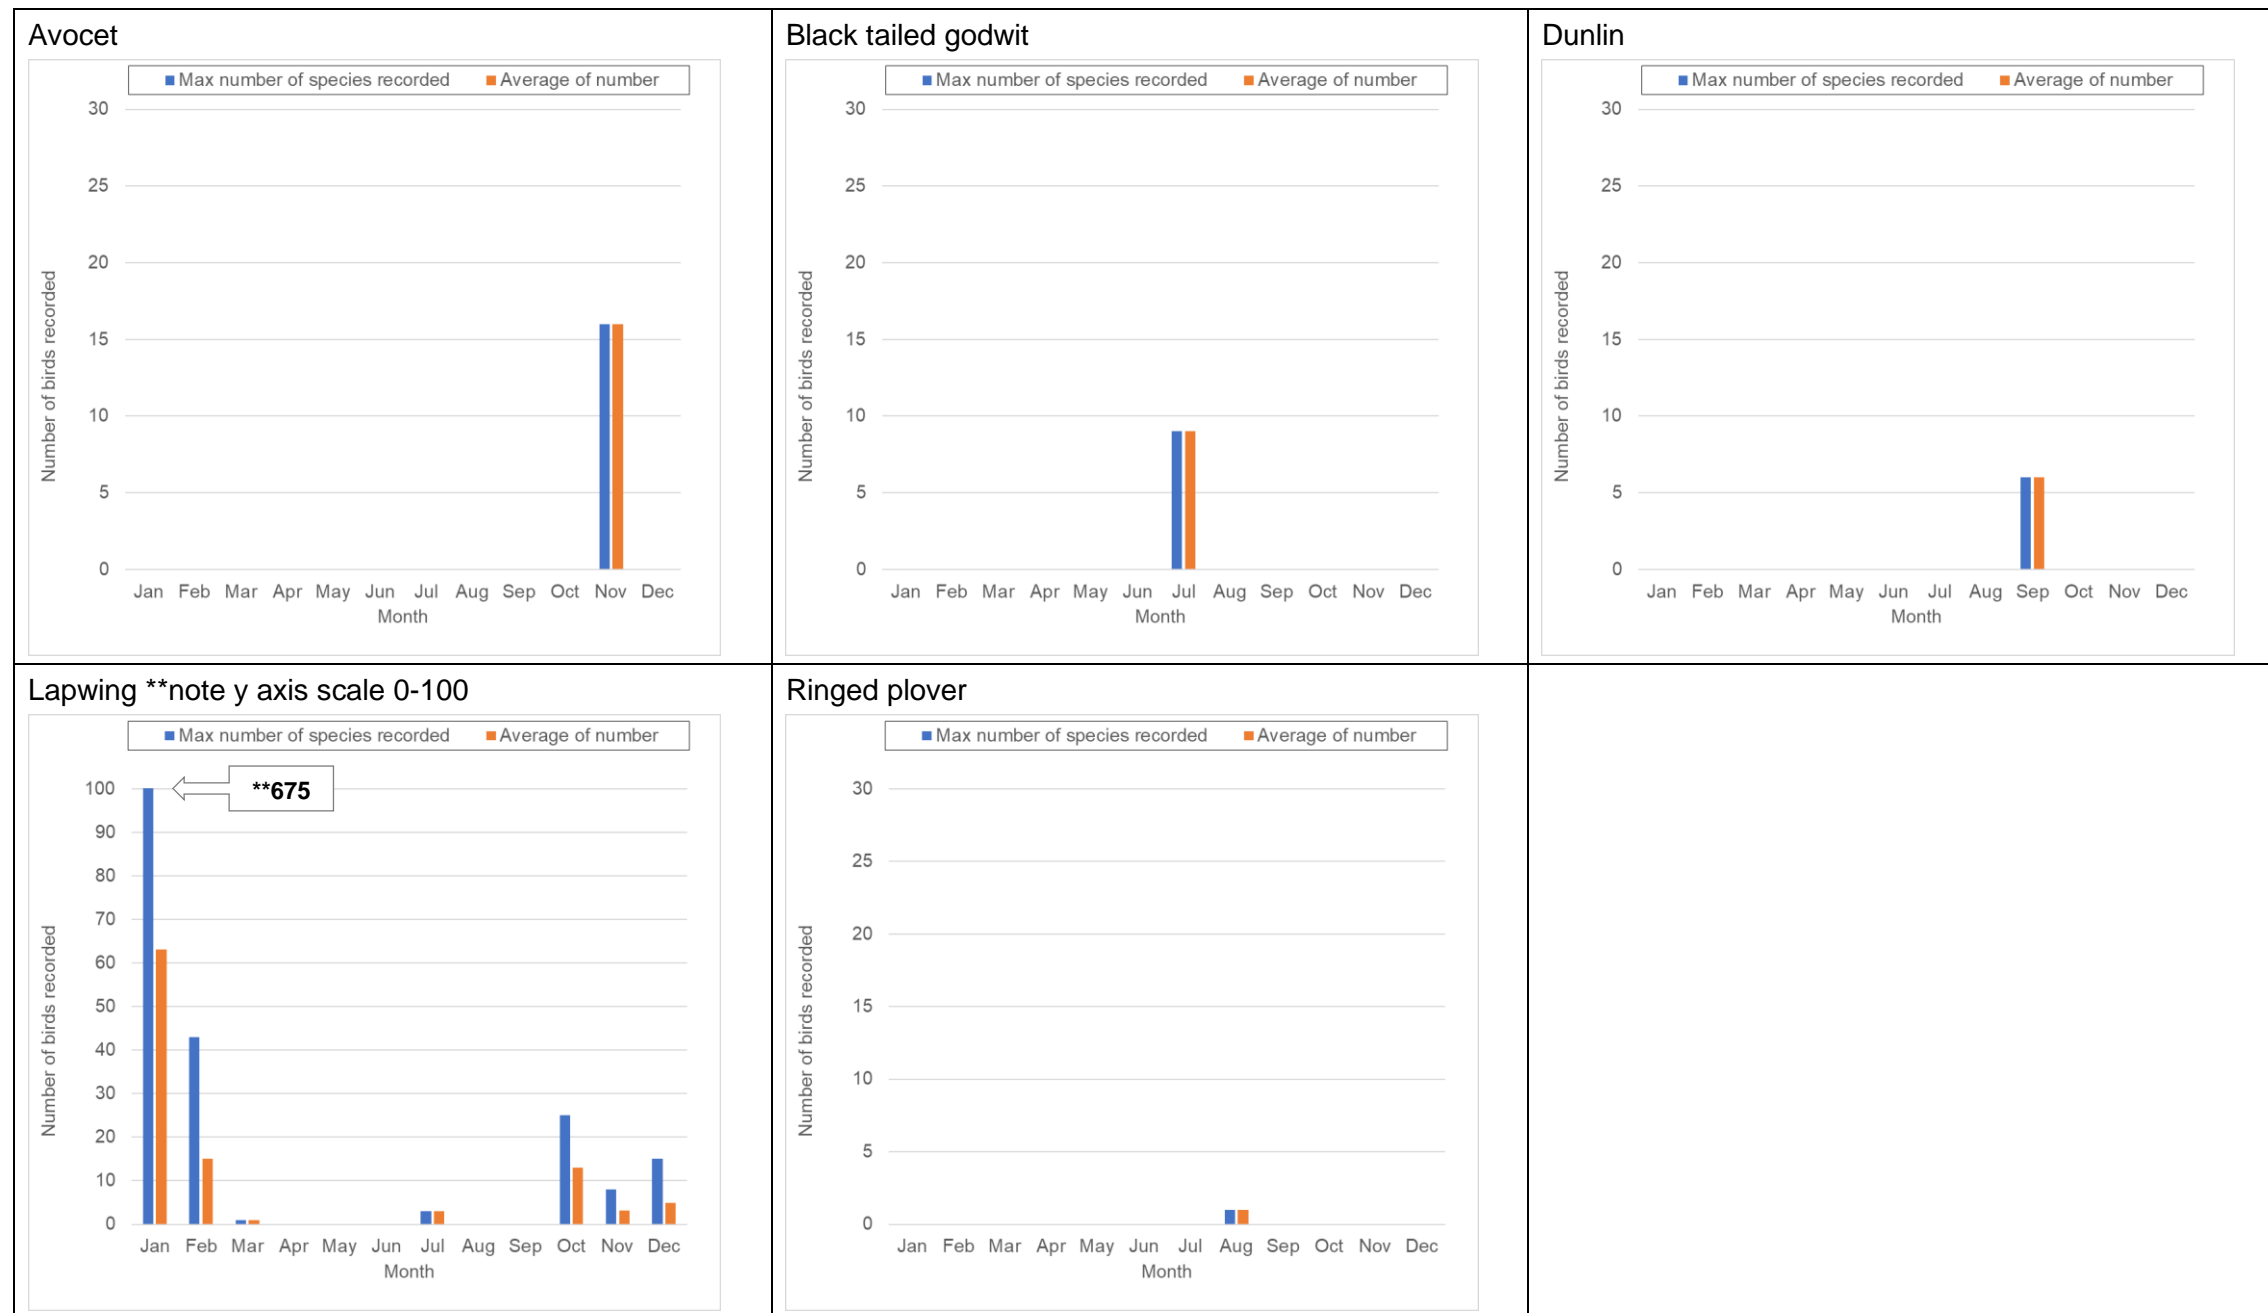 Avocet
Max number of species recorded Average of number
30
25
20
15
10
5
0
Number of birds recorded
Jan Feb Mar Apr May Jun Jul Aug Sep Oct Nov Dec
Month
Black tailed godwit
Max number of species recorded Average of number
30
25
20
15
10
5
0
Number of birds recorded
Jan Feb Mar Apr May Jun Jul Aug Sep Oct Nov Dec
Month
Dunlin
Max number of species recorded Average of number
30
25
20
15
10
5
0
Number of birds recorded
Jan Feb Mar Apr May Jun Jul Aug Sep Oct Nov Dec
Month
Lapwing **note y axis scale 0-100
Max number of species recorded Average of number
**675
100
90
80
70
60
50
40
30
20
10
0
Number of birds recorded
Jan Feb Mar Apr May Jun Jul Aug Sep Oct Nov Dec
Month
Ringed plover
Max number of species recorded Average of number
30
25
20
15
10
5
0
Number of birds recorded
Jan Feb Mar Apr May Jun Jul Aug Sep Oct Nov Dec
Month